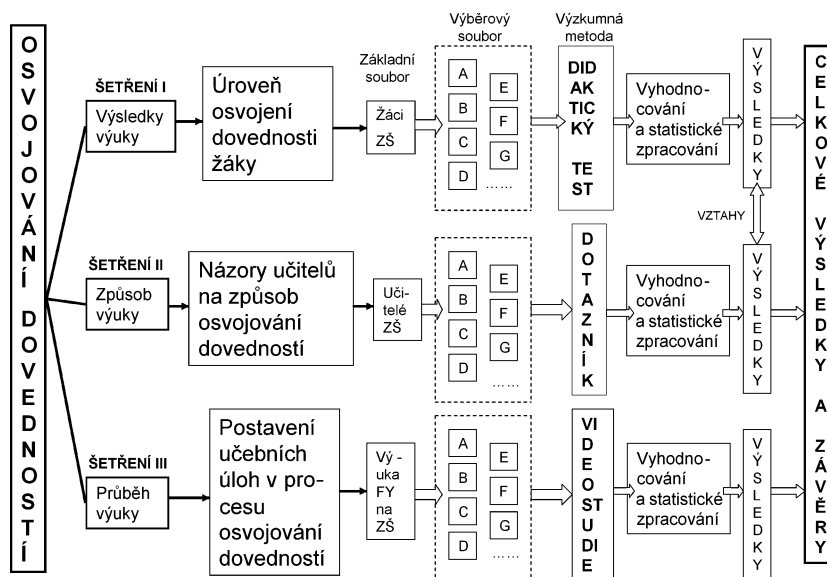 OSVOJOVÁNÍ DOVEDNOSTÍ
Základní
soubor
Výběrový
soubor
Výzkumná
metoda
ŠETŘENÍ I
Výsledky
výuky
Úroveň
osvojení
dovednosti
žáky
Žáci
ZŠ
A
B
C
D
E
F
G
......
DID
AK
TIC
KÝ
TE
ST
Vyhodno-
cování
a statistické
zpracování
VÝSLEDKY
VZTAHY
ŠETŘENÍ II
Způsob
výuky
Názory učitelů
na způsob
osvojování
dovedností
Uči-
telé
ZŠ
A
B
C
D
E
F
G
......
DOTAZNÍK
Vyhodno-
cování
a statistické
zpracování
VÝSLEDKY
ŠETŘENÍ III
Průběh
výuky
Postavení
učebních
úloh v pro-
cesu
osvojování
dovedností
Vý-
uka
FY
na
ZŠ
A
B
C
D
E
F
G
......
VI
D
E
O
ST
U
DI
E
Vyhodno-
cování
a statistické
zpracování
VÝSLEDKY
CELKOVÉ VÝSLEDKY A ZÁVĚRY